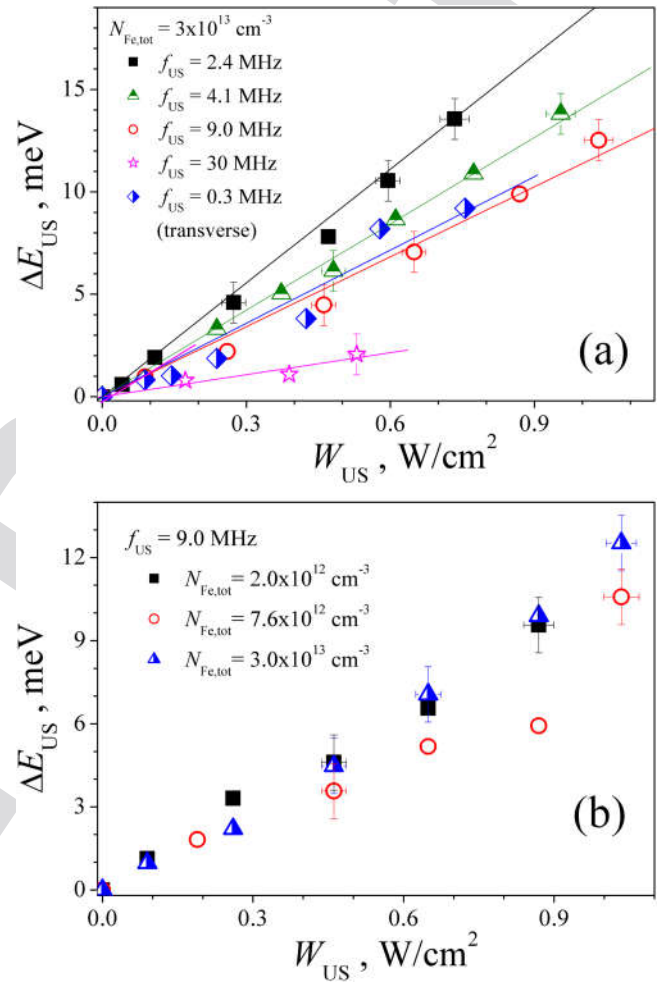 N_Fe,tot = 3x10^13 cm^-3
f_US = 2.4 MHz
f_US = 4.1 MHz
f_US = 9.0 MHz
f_US = 30 MHz
f_US = 0.3 MHz
(transverse)
15
10
5
0
ΔE_US, meV
(a)
0.0 0.3 0.6 0.9
W_US, W/cm^2
f_US = 9.0 MHz
N_Fe,tot = 2.0x10^12 cm^-3
N_Fe,tot = 7.6x10^12 cm^-3
N_Fe,tot = 3.0x10^13 cm^-3
12
9
6
3
0
ΔE_US, meV
(b)
0.0 0.3 0.6 0.9
W_US, W/cm^2